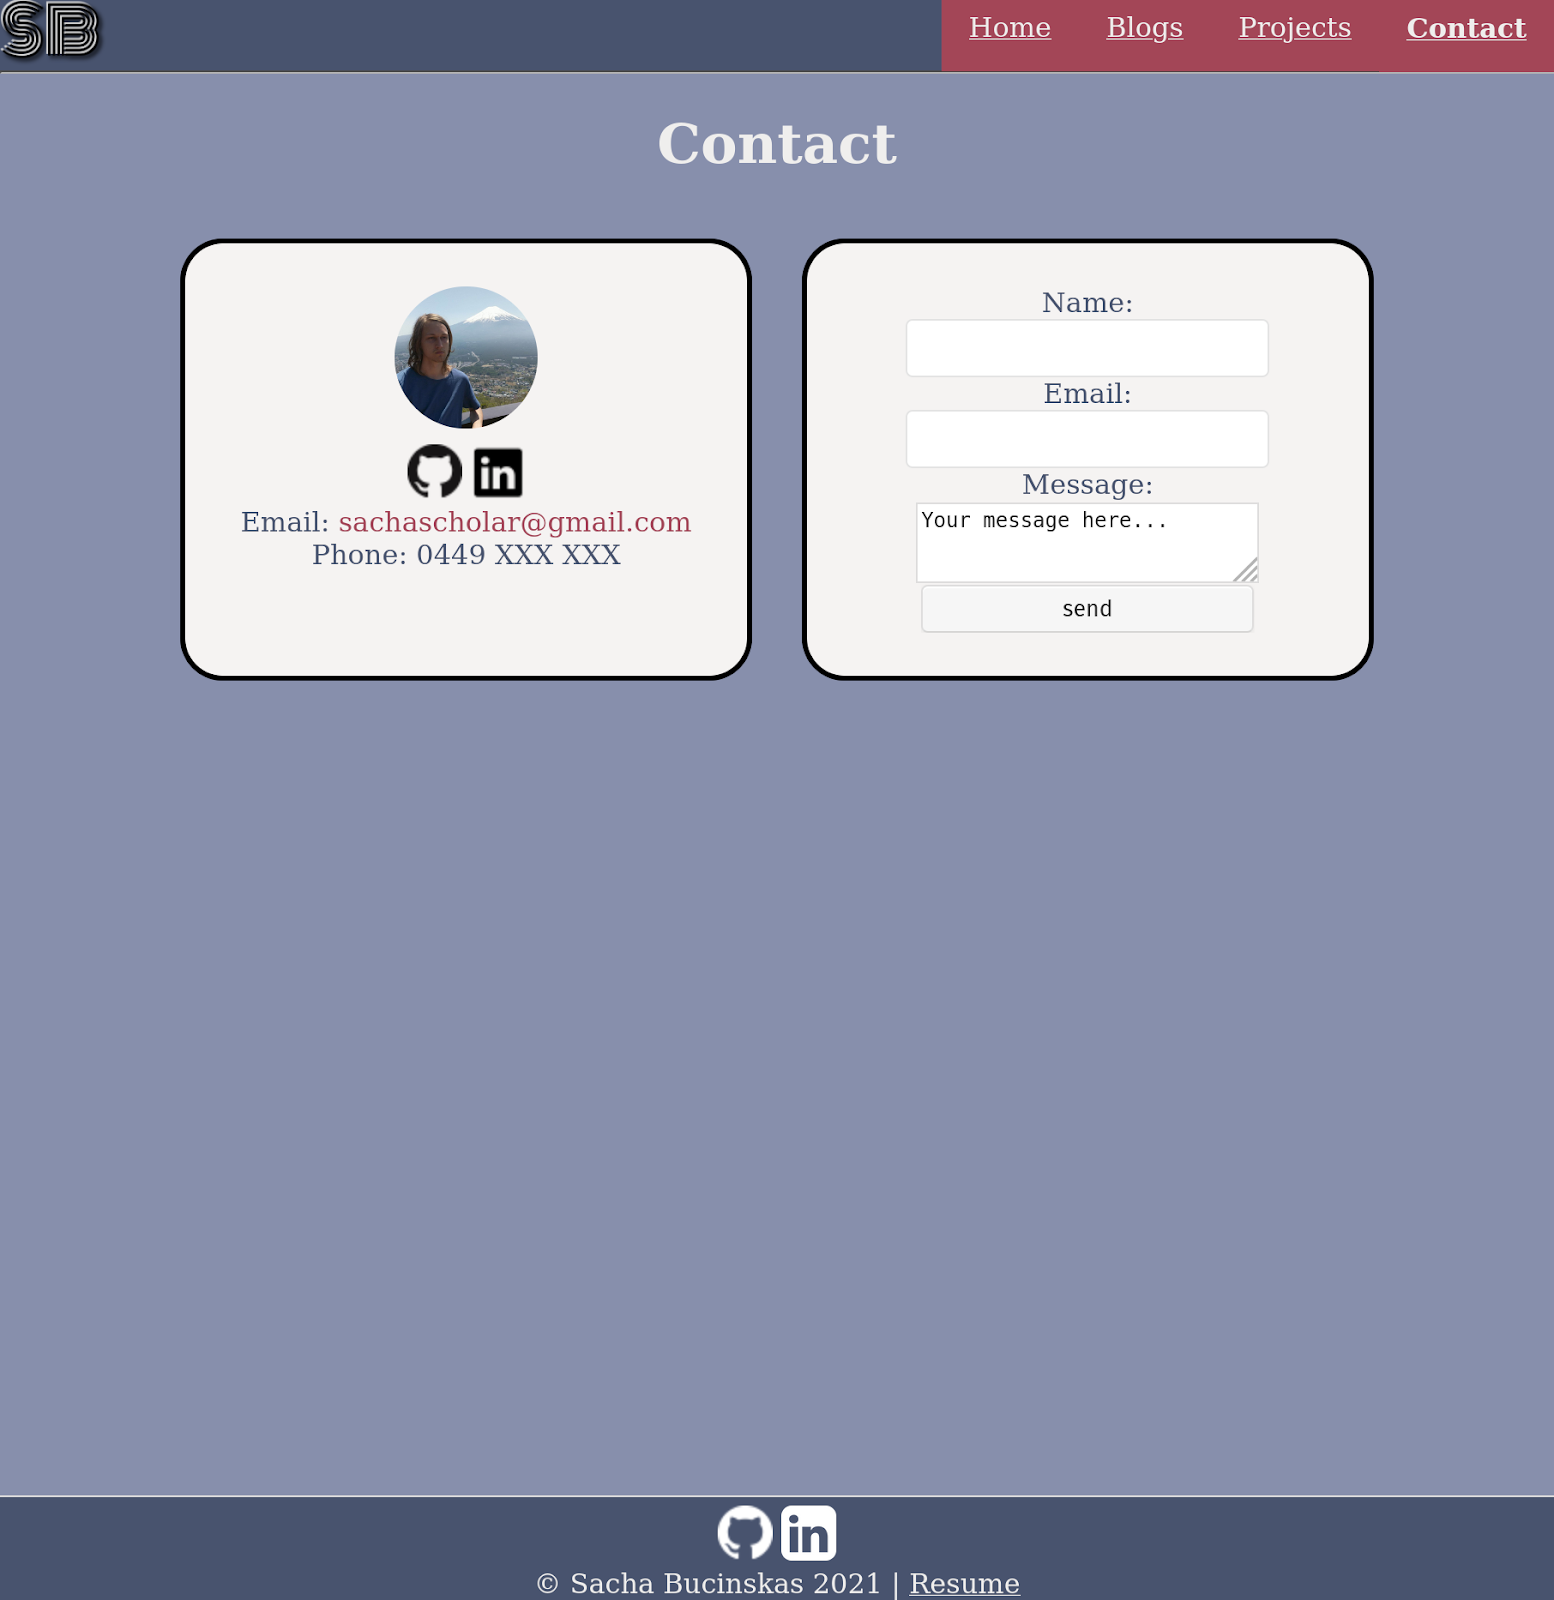 SB
Home Blogs Projects Contact
Contact
Email: sachascholar@gmail.com
Phone: 0449 XXX XXX
Name:
Email:
Message:
Your message here...
send
in
in
© Sacha Bucinskas 2021 | Resume